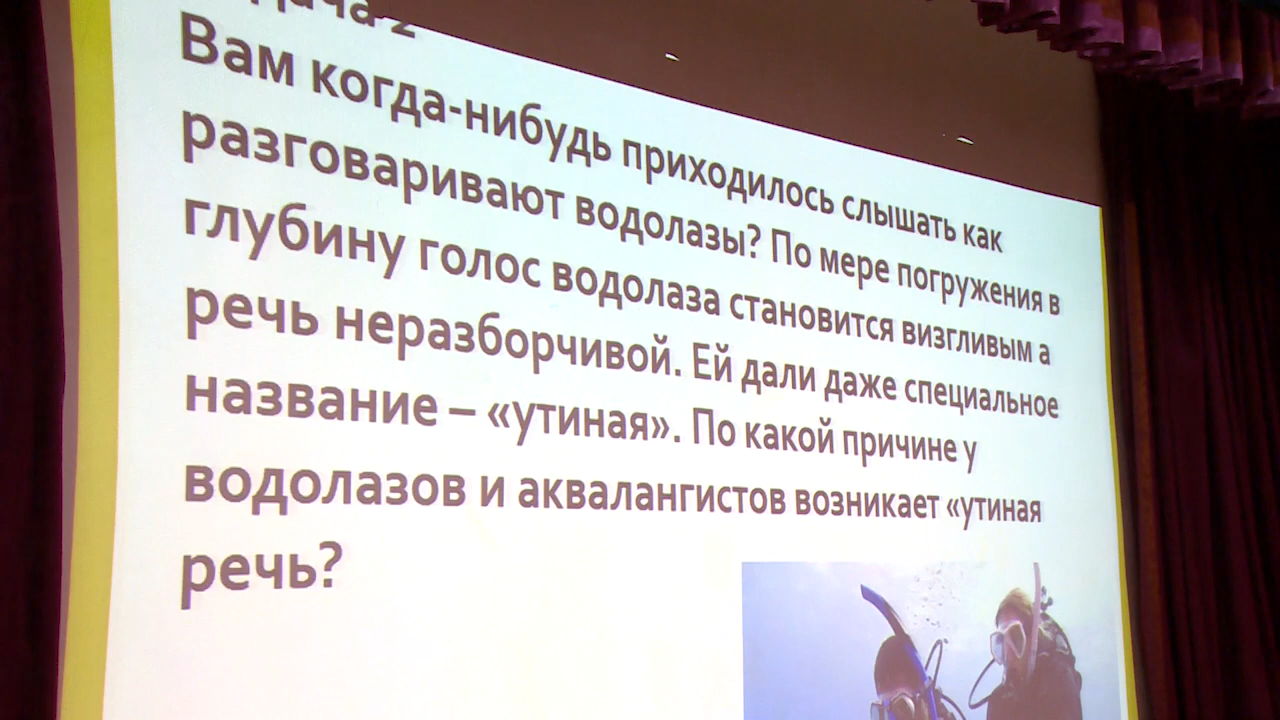 Вам когда-нибудь приходилось слышать как
разговаривают водолазы? По мере погружения в
глубину голос водолаза становится визгливым а
речь неразборчивой. Ей дали даже специальное
название – «утиная». По какой причине у
водолазов и аквалангистов возникает «утиная
речь?